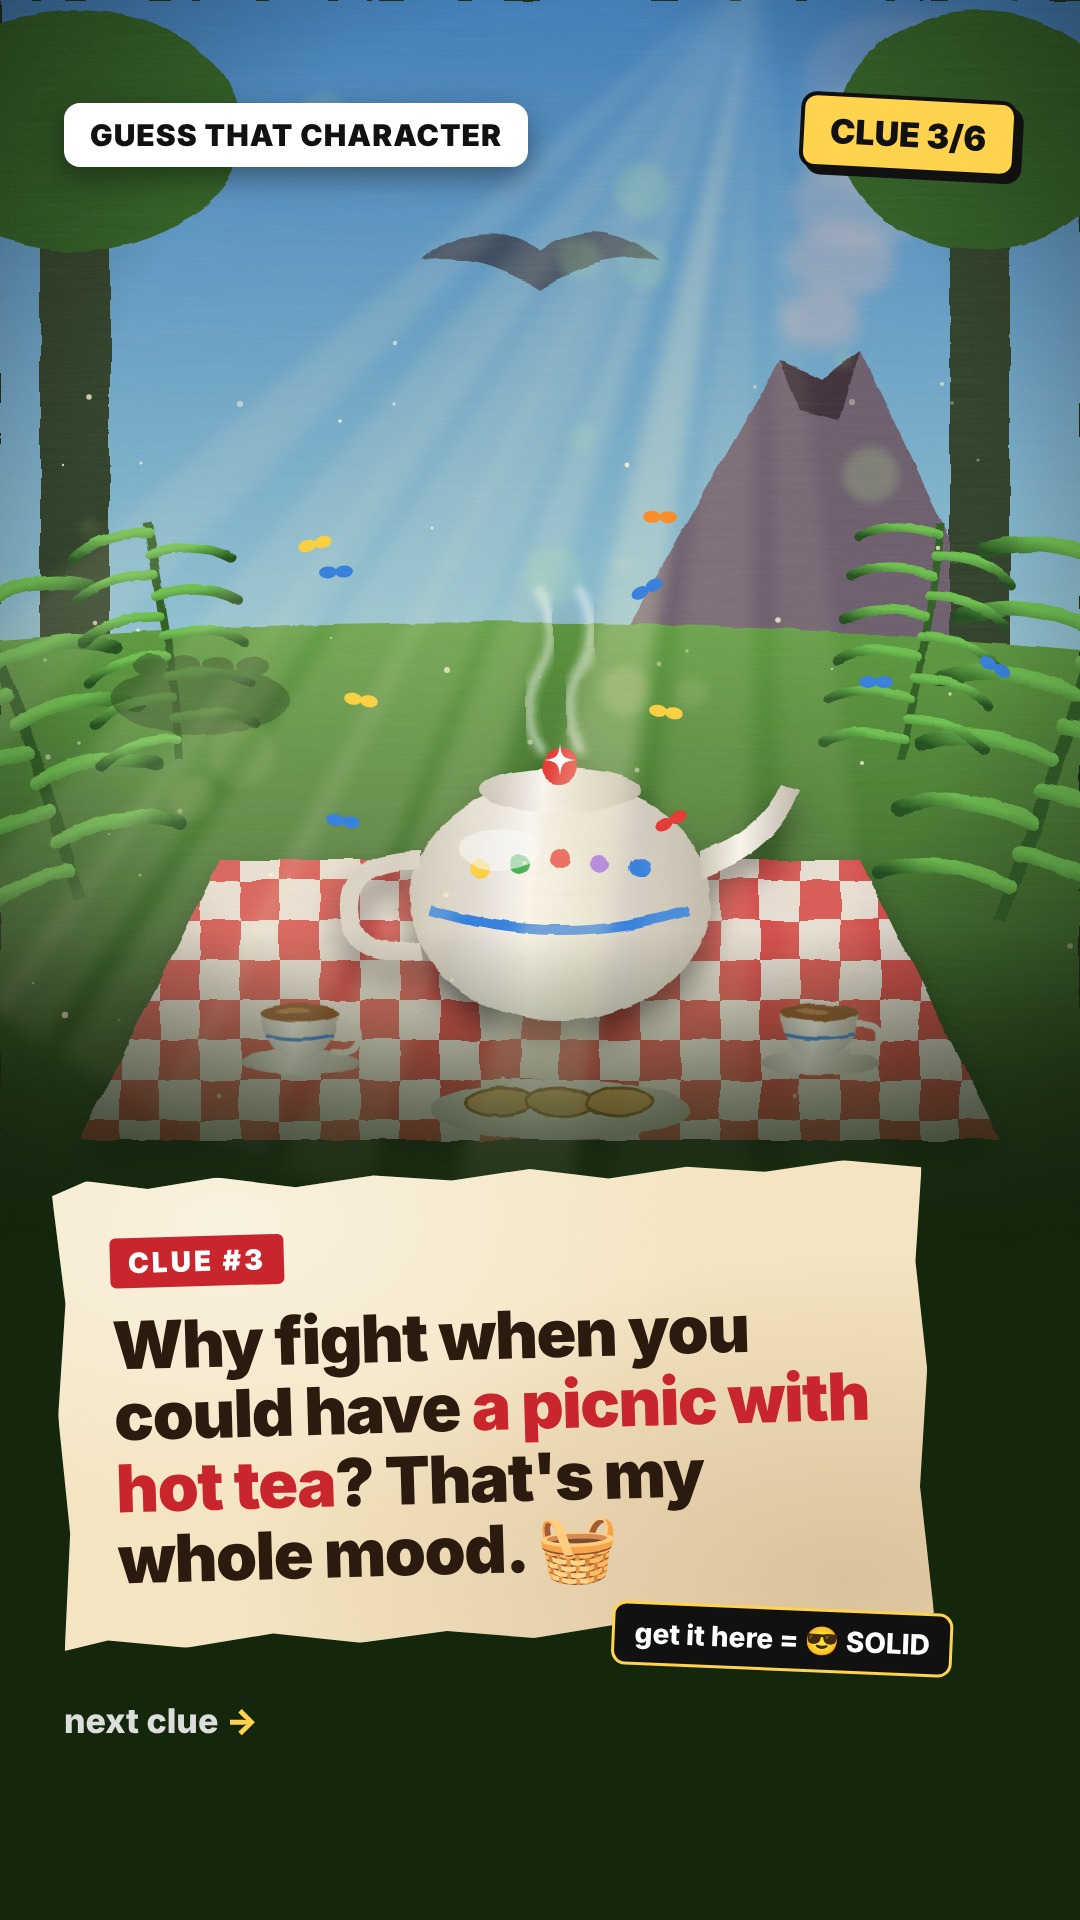 GUESS THAT CHARACTER
CLUE 3/6
CLUE #3
Why fight when you
could have a picnic with
hot tea? That's my
whole mood. 🧺
get it here = 😎 SOLID
next clue →